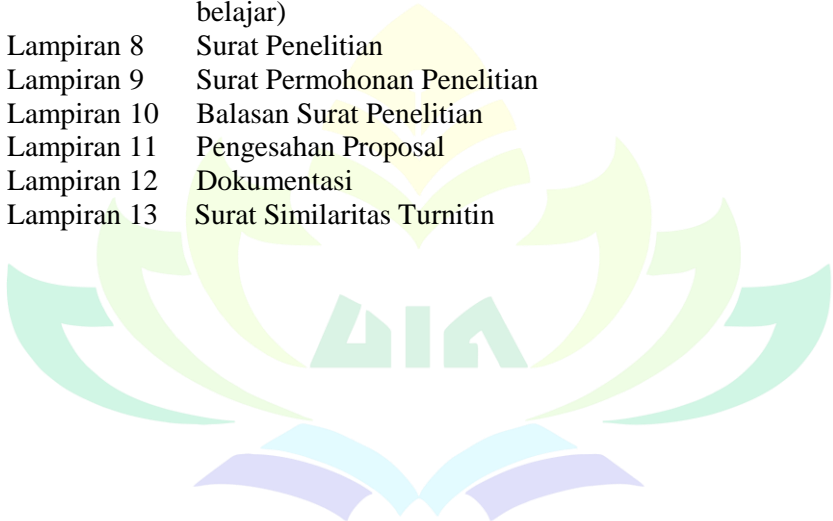 belajar)
Lampiran 8 Surat Penelitian
Lampiran 9 Surat Permohonan Penelitian
Lampiran 10 Balasan Surat Penelitian
Lampiran 11 Pengesahan Proposal
Lampiran 12 Dokumentasi
Lampiran 13 Surat Similaritas Turnitin
UIN